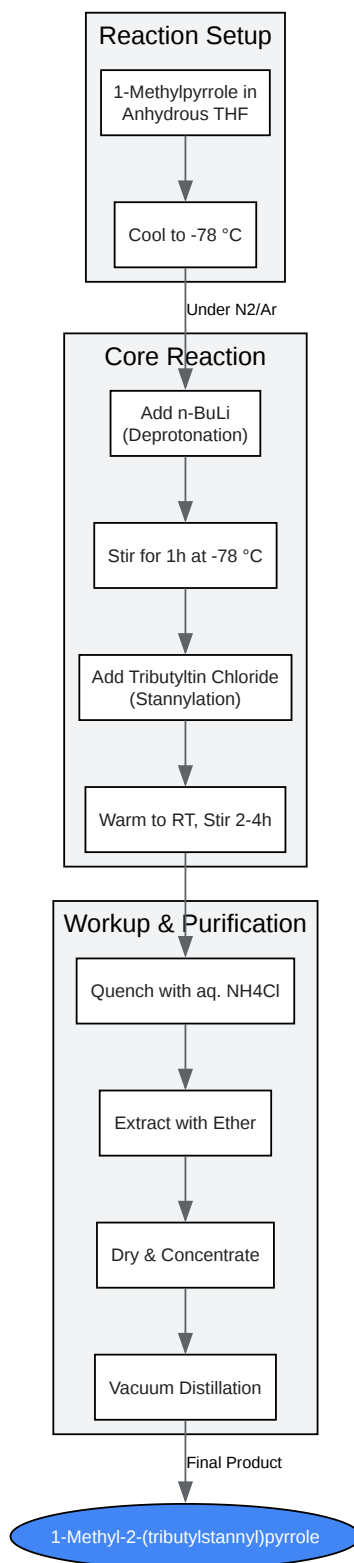 Reaction Setup
1-Methylpyrrole in
Anhydrous THF
Cool to -78 °C
Under N2/Ar
Core Reaction
Add n-BuLi
(Deprotonation)
Stir for 1h at -78 °C
Add Tributyltin Chloride
(Stannylation)
Warm to RT, Stir 2-4h
Workup & Purification
Quench with aq. NH4Cl
Extract with Ether
Dry & Concentrate
Vacuum Distillation
Final Product
1-Methyl-2-(tributylstannyl)pyrrole